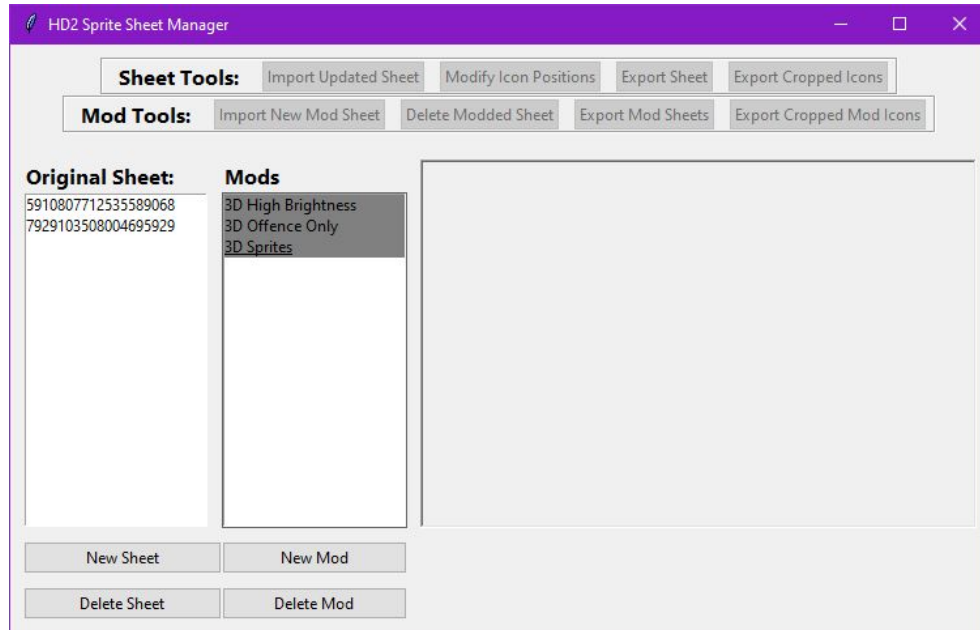 HD2 Sprite Sheet Manager
Sheet Tools: Import Updated Sheet Modify Icon Positions Export Sheet Export Cropped Icons
Mod Tools: Import New Mod Sheet Delete Modded Sheet Export Mod Sheets Export Cropped Mod Icons
Original Sheet:
5910807712535589068
7929103508004695929
Mods
3D High Brightness
3D Offence Only
3D Sprites
New Sheet New Mod
Delete Sheet Delete Mod